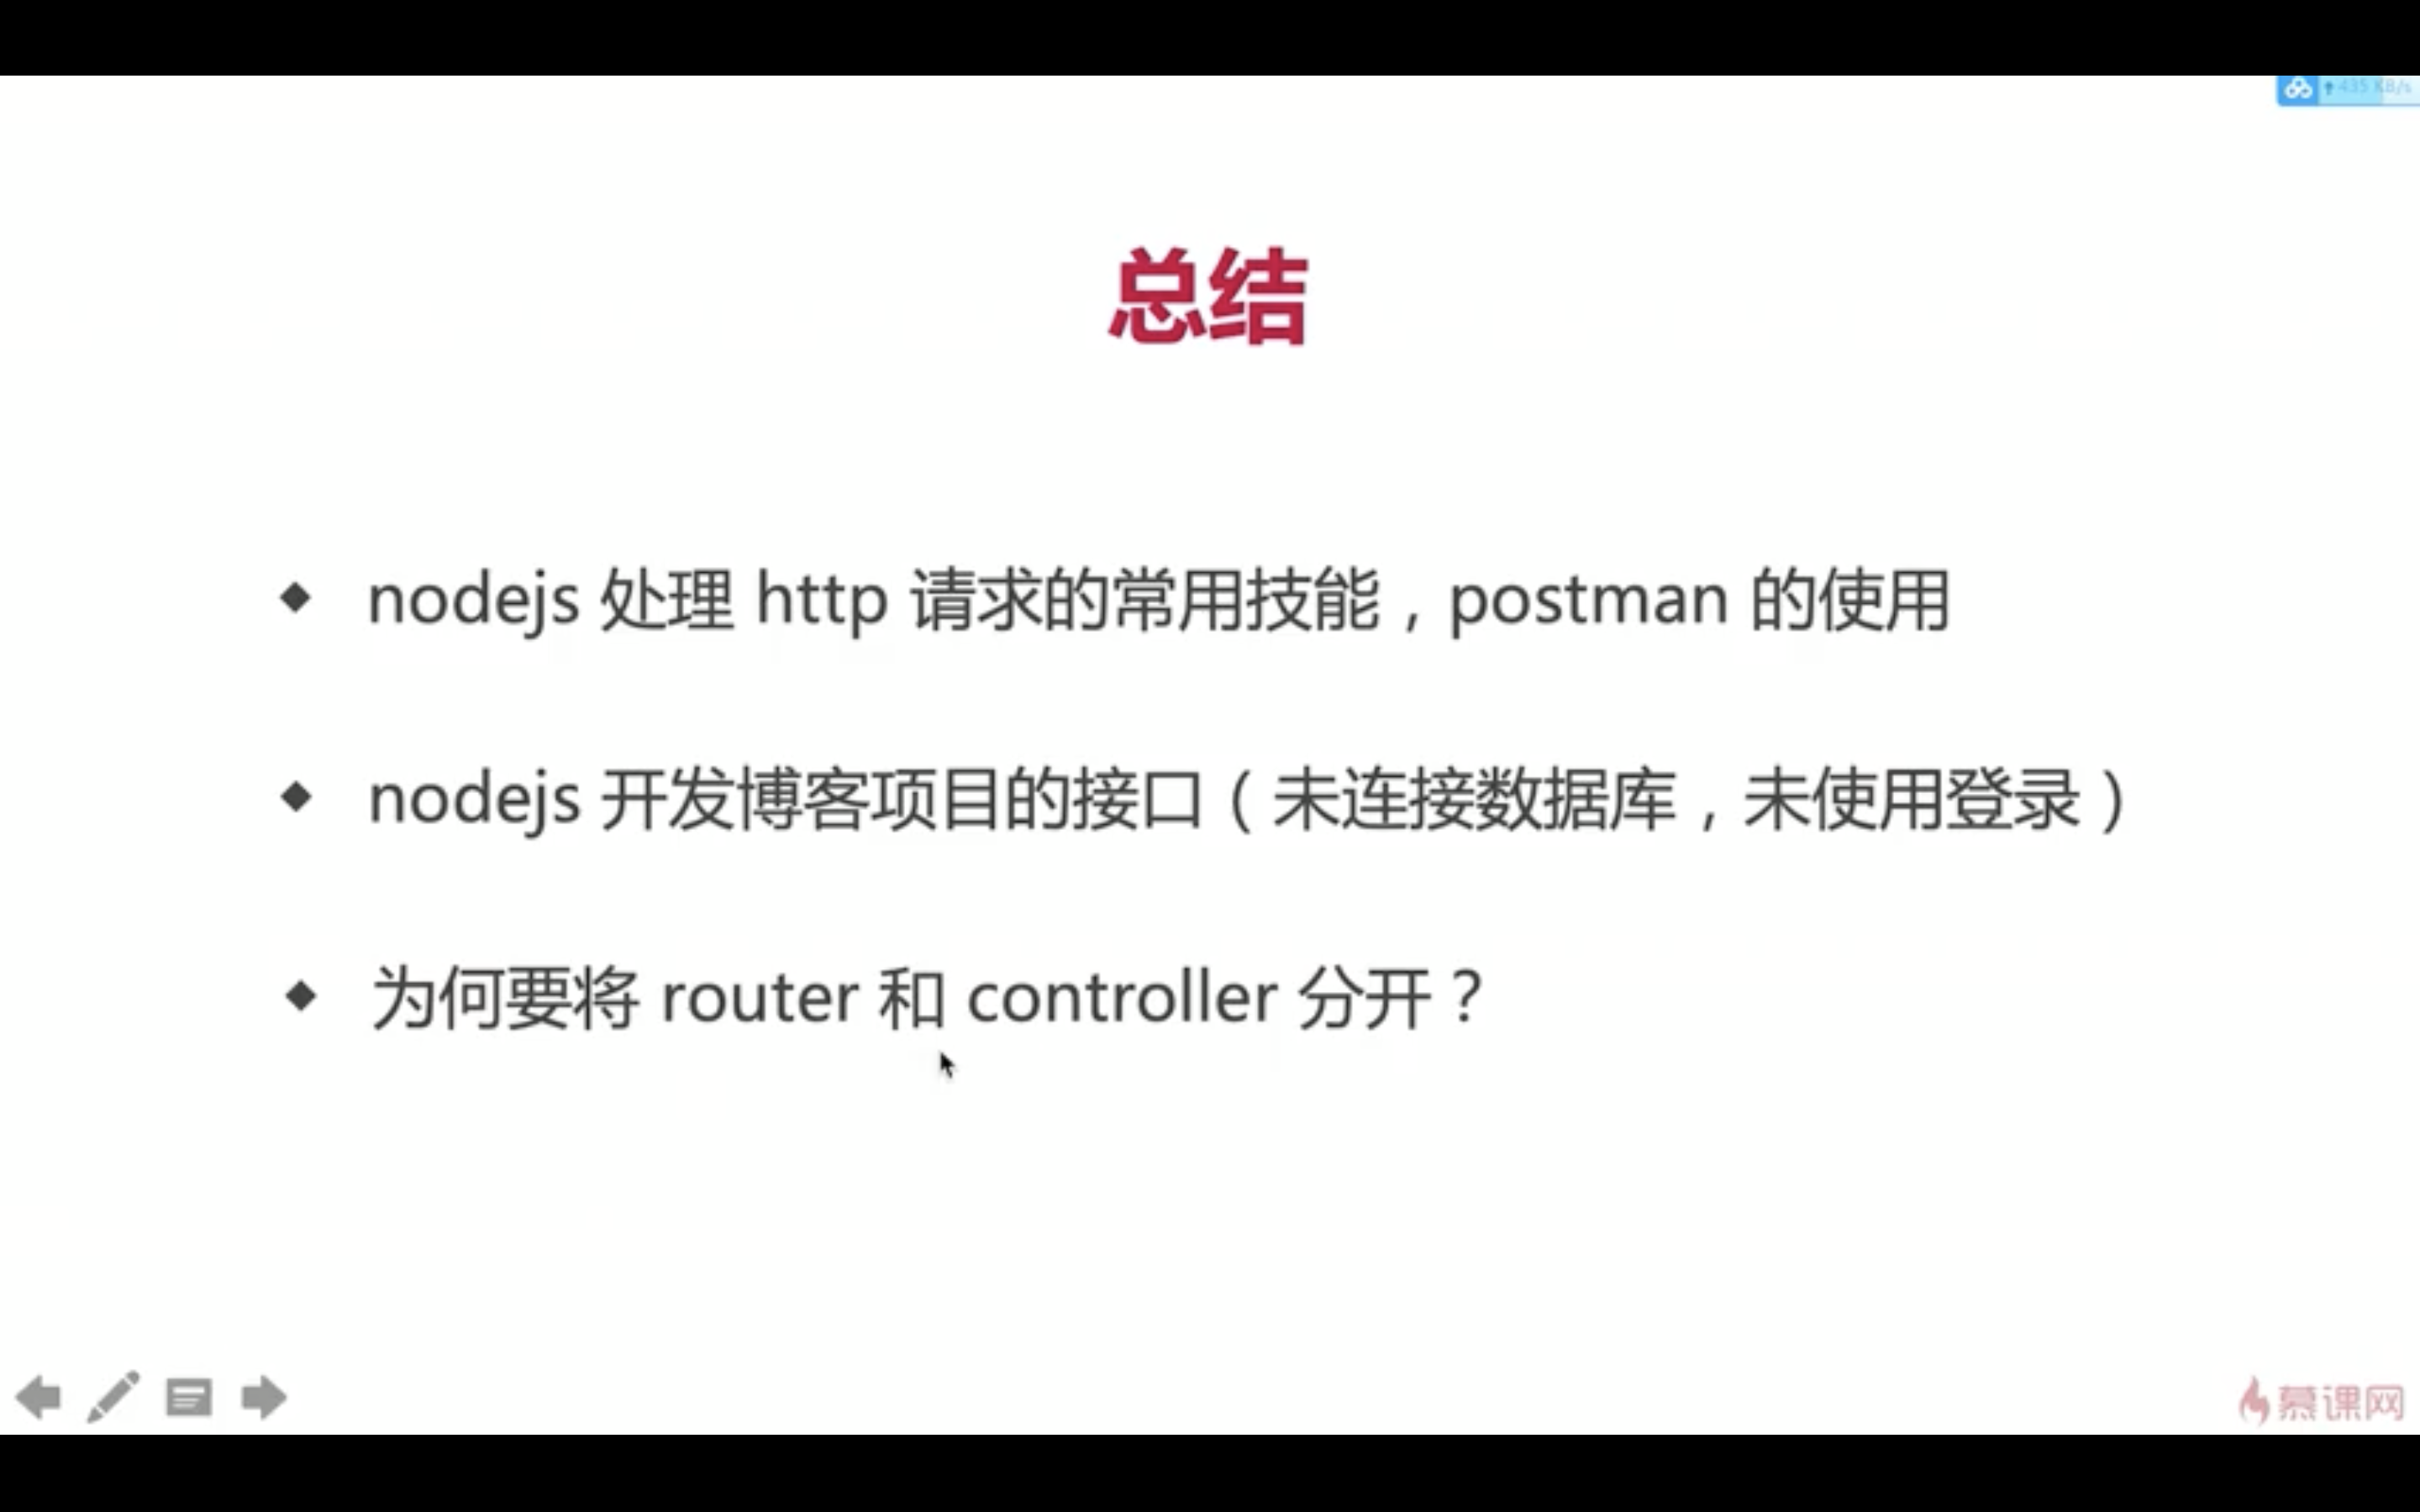 435 KB/s
总结
nodejs 处理 http 请求的常用技能，postman 的使用
nodejs 开发博客项目的接口（未连接数据库，未使用登录）
为何要将 router 和 controller 分开？
慕课网